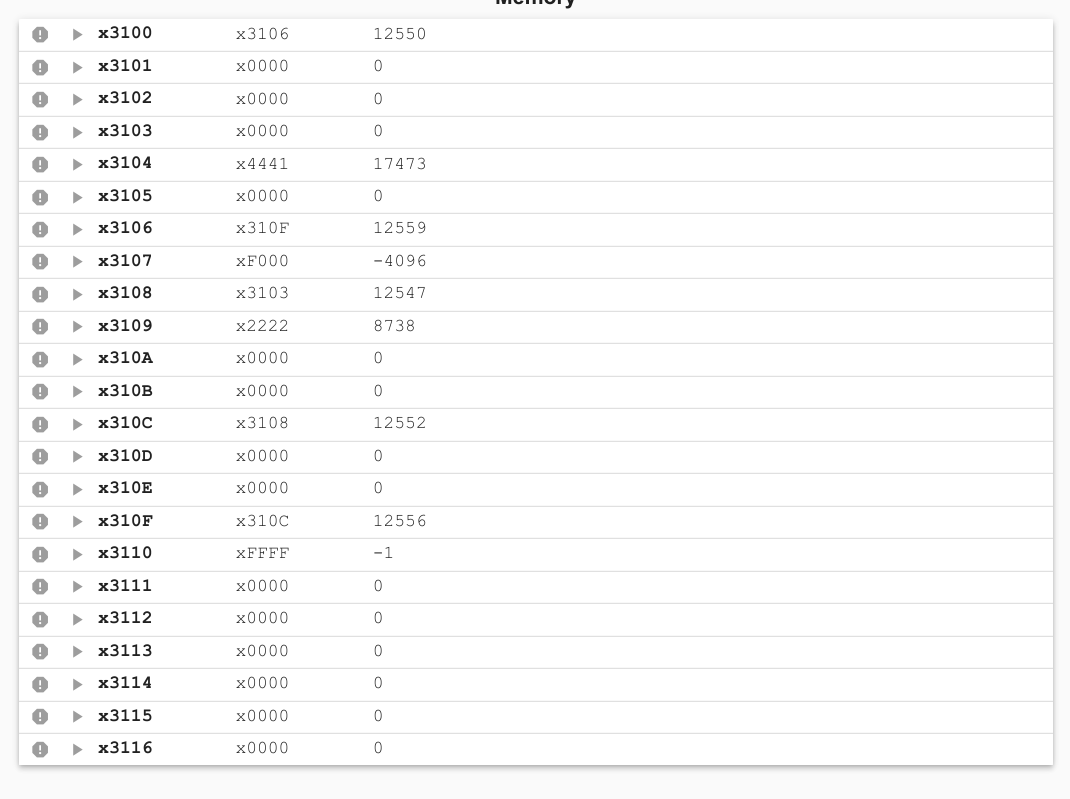 Memory
x3100 x3106 12550
x3101 x0000 0
x3102 x0000 0
x3103 x0000 0
x3104 x4441 17473
x3105 x0000 0
x3106 x310F 12559
x3107 xF000 -4096
x3108 x3103 12547
x3109 x2222 8738
x310A x0000 0
x310B x0000 0
x310C x3108 12552
x310D x0000 0
x310E x0000 0
x310F x310C 12556
x3110 xFFFF -1
x3111 x0000 0
x3112 x0000 0
x3113 x0000 0
x3114 x0000 0
x3115 x0000 0
x3116 x0000 0